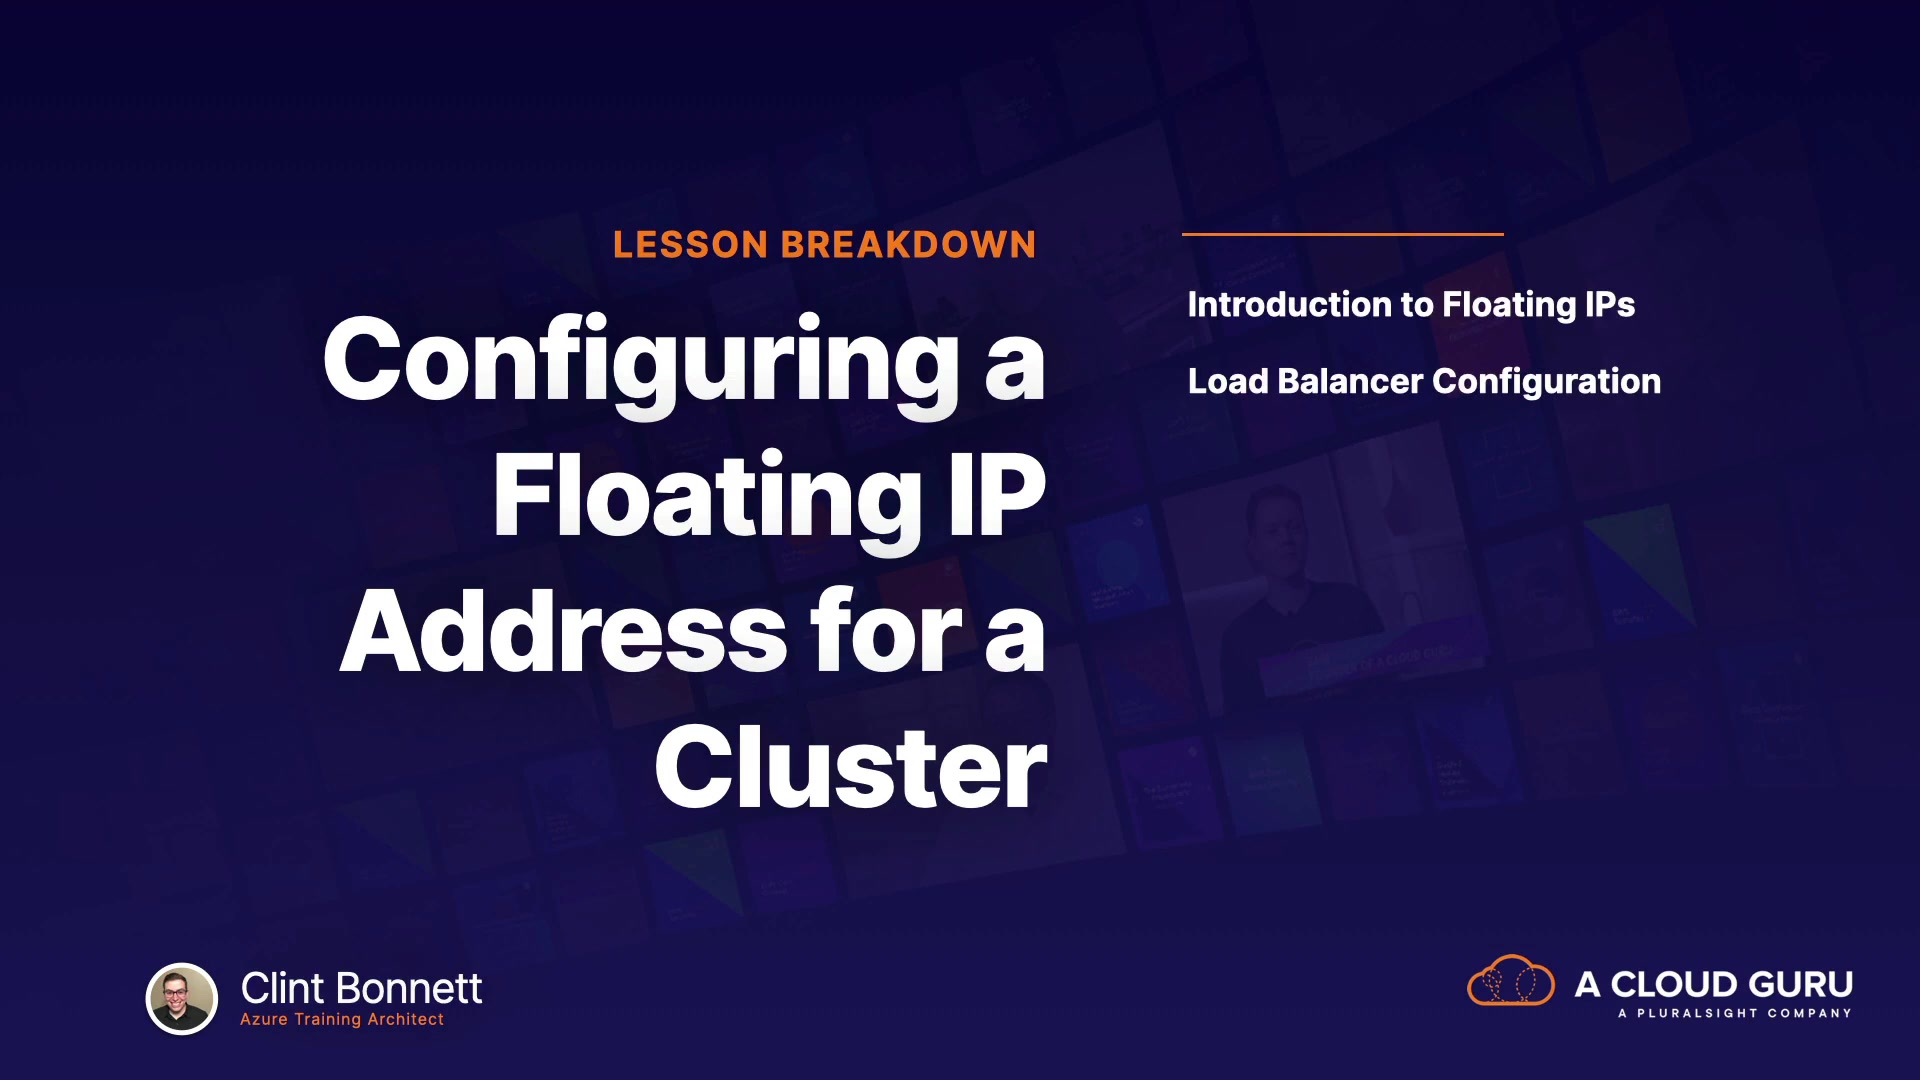 LESSON BREAKDOWN
Configuring a
Floating IP
Address for a
Cluster
Introduction to Floating IPs
Load Balancer Configuration
Clint Bonnett
Azure Training Architect
A CLOUD GURU
A PLURALSIGHT COMPANY